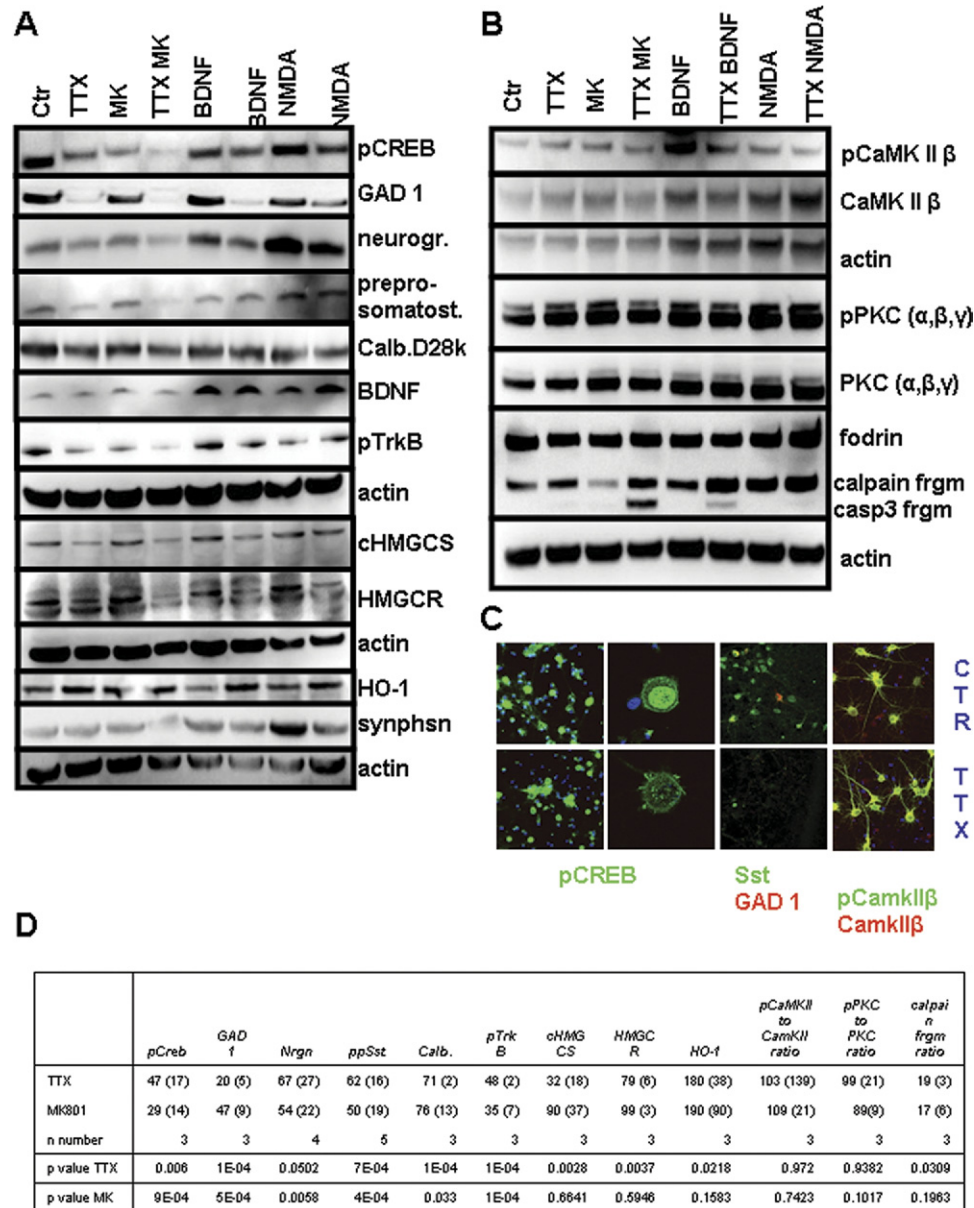 A
Ctr TTX MK TTX MK BDNF BDNF NMDA NMDA
pCREB
GAD 1
neurogr.
prepro-
somatost.
Calb.D28k
BDNF
pTrkB
actin
cHMGCS
HMGCR
actin
HO-1
synphsn
actin
B
Ctr TTX MK TTX MK BDNF TTX BDNF NMDA TTX NMDA
pCaMK II β
CaMK II β
actin
pPKC (α,β,γ)
PKC (α,β,γ)
fodrin
calpain frgm
casp3 frgm
actin
C
CTR
TTX
pCREB
Sst
GAD 1
pCamkIIβ
CamkIIβ
D
pCreb GAD 1 Nrgn ppSst Calb. pTrk B cHMG CS HMGC R HO-1 pCaMKII to CamKII ratio pPKC to PKC ratio calpai n frgm ratio
TTX 47 (17) 20 (5) 67 (27) 62 (16) 71 (2) 48 (2) 32 (18) 79 (6) 180 (38) 103 (139) 99 (21) 19 (3)
MK801 29 (14) 47 (9) 54 (22) 50 (19) 76 (13) 35 (7) 90 (37) 99 (3) 190 (90) 109 (21) 89(9) 17 (6)
n number 3 3 4 5 3 3 3 3 3 3 3 3
p value TTX 0.006 1E-04 0.0502 7E-04 1E-04 1E-04 0.0028 0.0037 0.0218 0.972 0.9382 0.0309
p value MK 9E-04 5E-04 0.0058 4E-04 0.033 1E-04 0.6641 0.5946 0.1583 0.7423 0.1017 0.1963